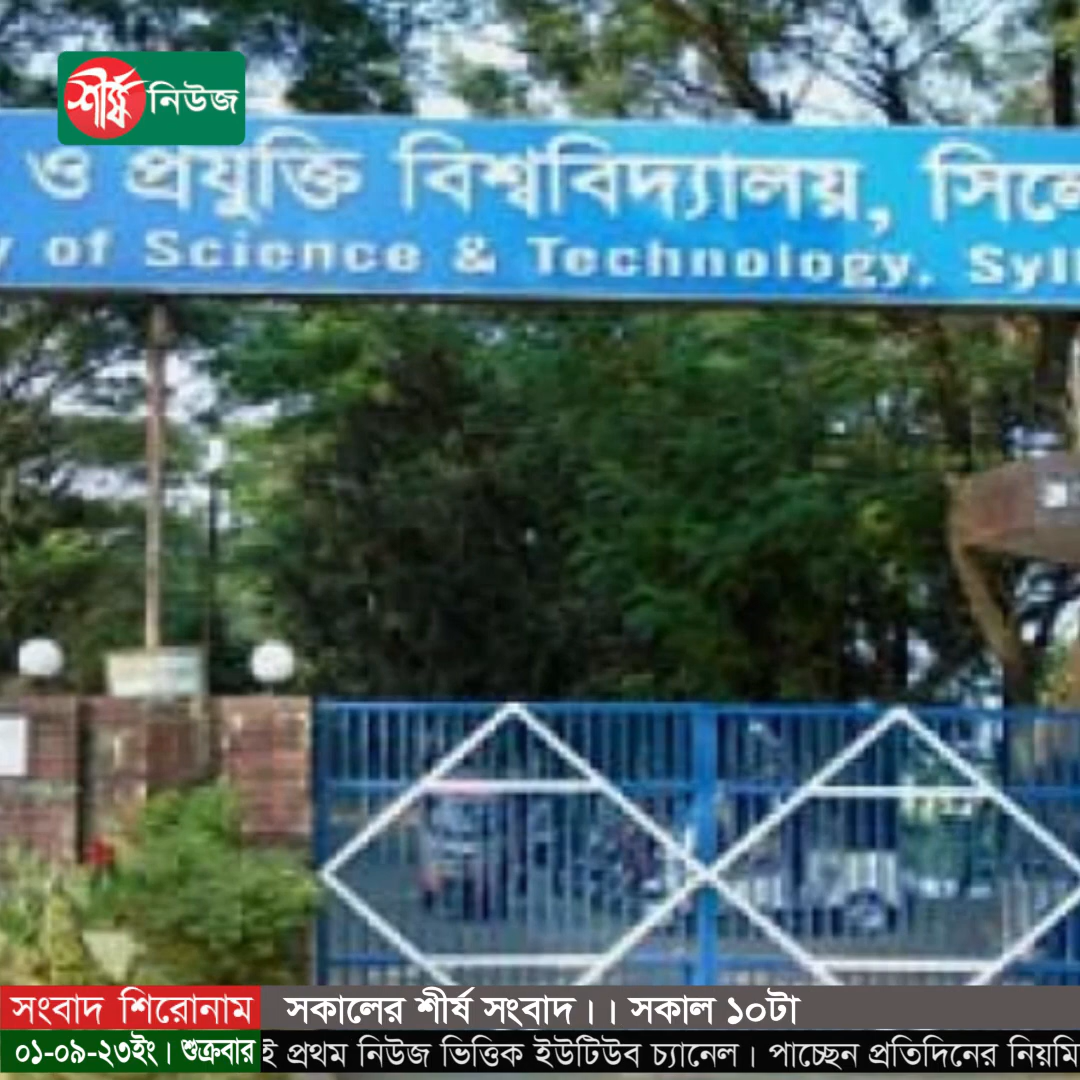 শীর্ষ নিউজ
ও প্রযুক্তি বিশ্ববিদ্যালয়, সিলে
y of Science & Technology, Syl
সংবাদ শিরোনাম
সকালের শীর্ষ সংবাদ।। সকাল ১০টা
০১-০৯-২৩ইং। শুক্রবার
ই প্রথম নিউজ ভিত্তিক ইউটিউব চ্যানেল। পাচ্ছেন প্রতিদিনের নিয়মি